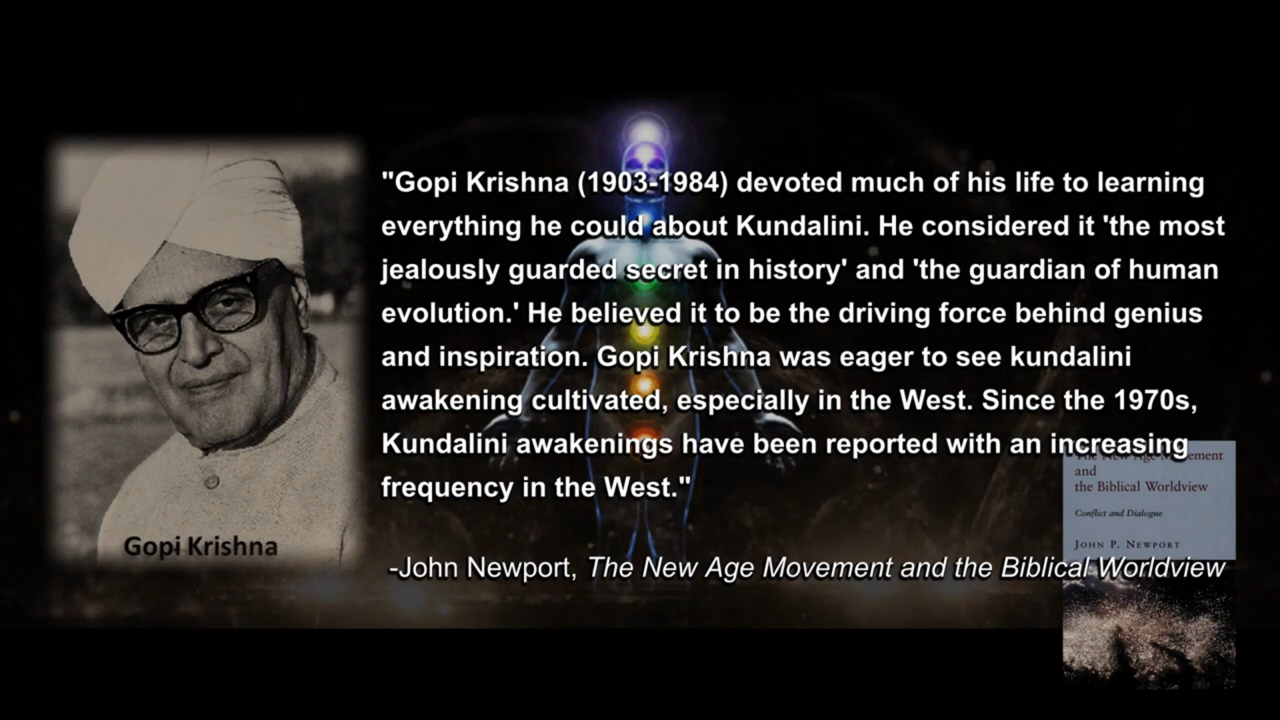 "Gopi Krishna (1903-1984) devoted much of his life to learning
everything he could about Kundalini. He considered it 'the most
jealously guarded secret in history' and 'the guardian of human
evolution.' He believed it to be the driving force behind genius
and inspiration. Gopi Krishna was eager to see kundalini
awakening cultivated, especially in the West. Since the 1970s,
Kundalini awakenings have been reported with an increasing
frequency in the West."
-John Newport, The New Age Movement and the Biblical Worldview
Gopi Krishna
The New Age Movement
and
the Biblical Worldview
Conflict and Dialogue
JOHN P. NEWPORT